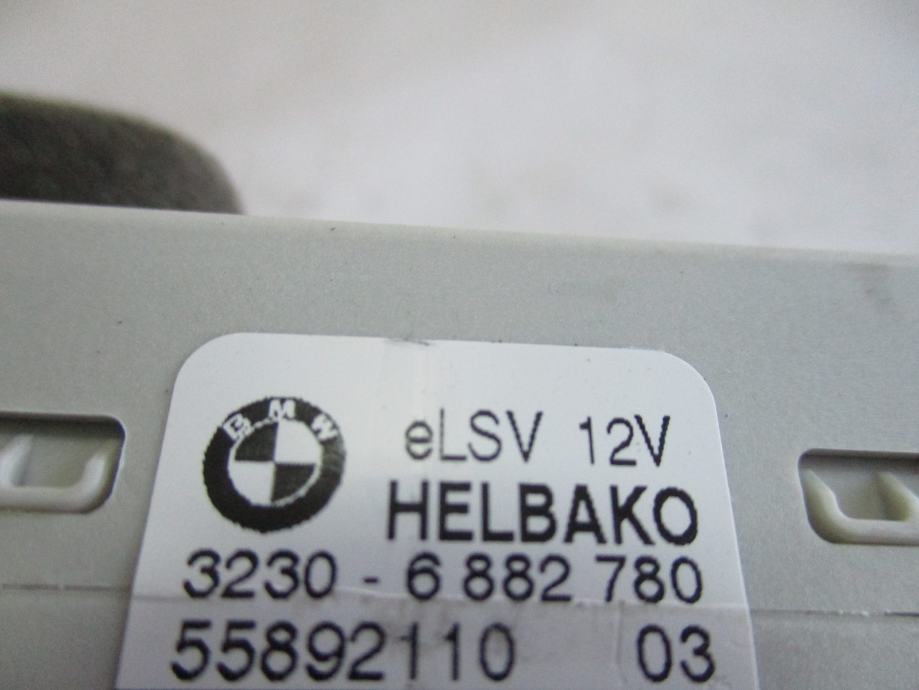 BMW
eLSV 12V
HELBAKO
3230 - 6 882 780
55892110 03